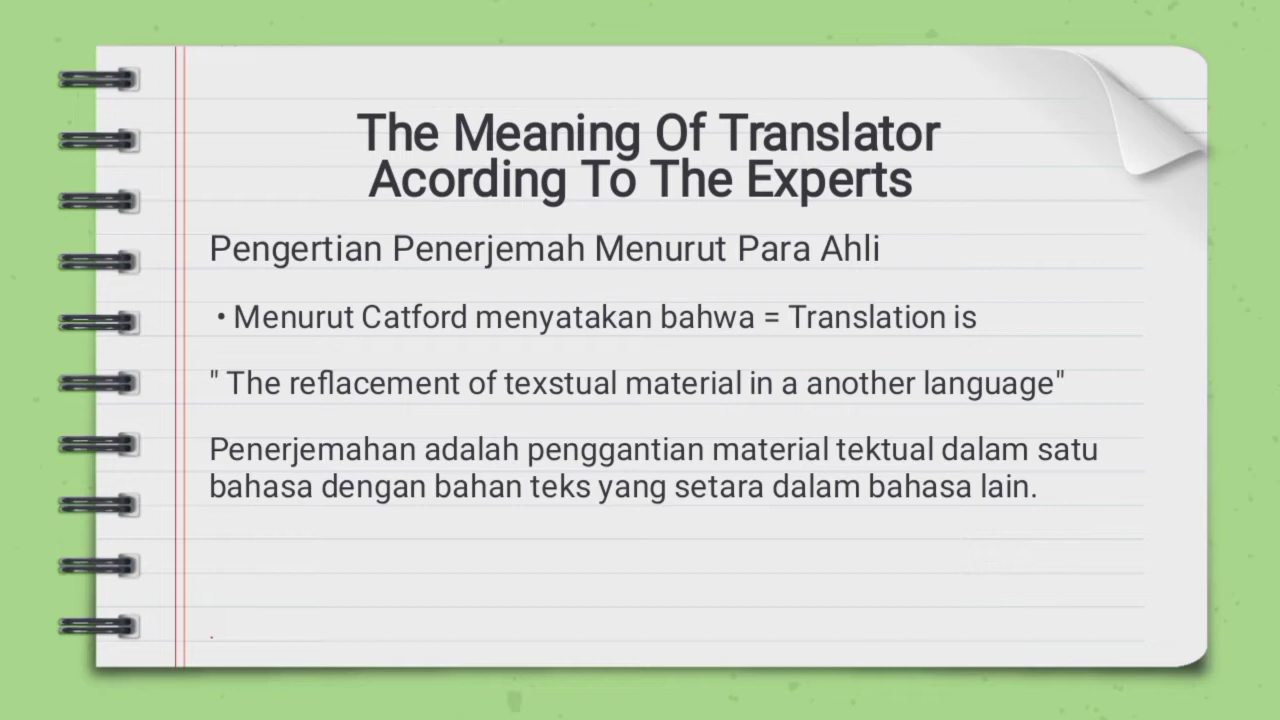 The Meaning Of Translator
Acording To The Experts
Pengertian Penerjemah Menurut Para Ahli
• Menurut Catford menyatakan bahwa = Translation is
" The reflacement of texstual material in a another language"
Penerjemahan adalah penggantian material tektual dalam satu
bahasa dengan bahan teks yang setara dalam bahasa lain.